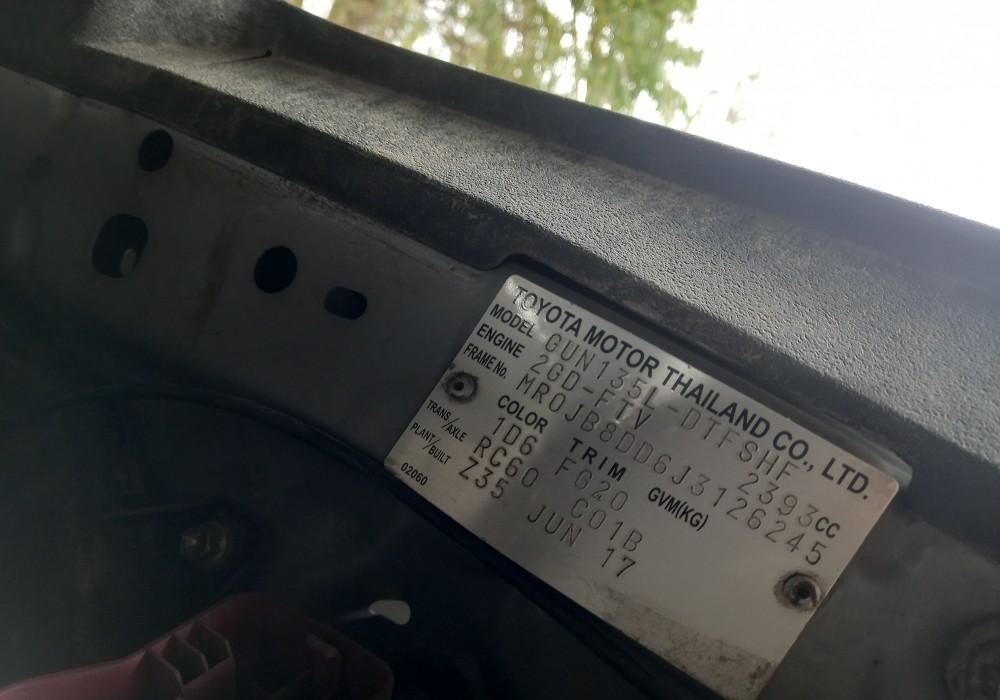 TOYOTA MOTOR THAILAND CO., LTD.
MODEL GUN135L-DTFSHF
ENGINE 2GD-FTV 2393CC
FRAME No. MR0JB8DD6J3126245
COLOR TRIM GVM(KG)
1D6 FG20
TRANS/AXLE RC60 C01B
PLANT/BUILT Z35 JUN 17
02060